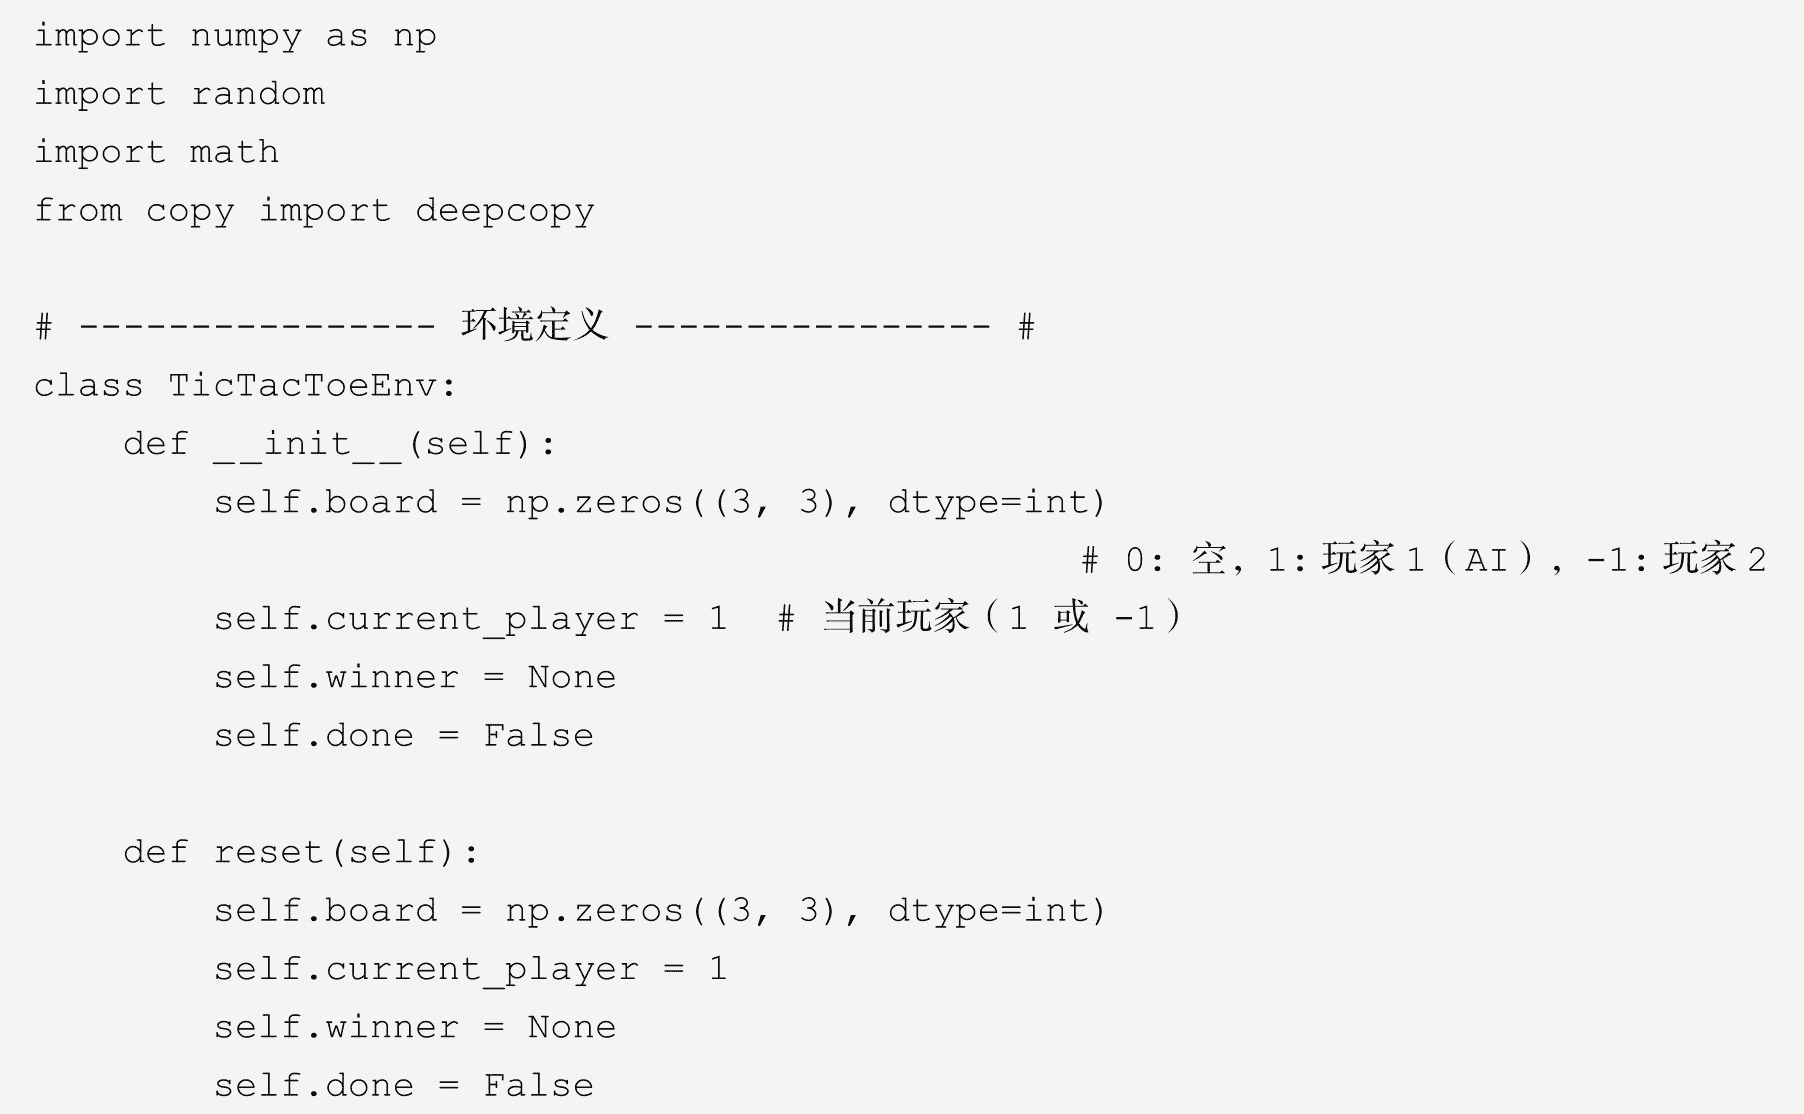 import numpy as np
import random
import math
from copy import deepcopy

# ---------------- 环境定义 ---------------- #
class TicTacToeEnv:
    def __init__(self):
        self.board = np.zeros((3, 3), dtype=int)
                                               # 0: 空, 1: 玩家1（AI）, -1: 玩家2
        self.current_player = 1  # 当前玩家（1 或 -1）
        self.winner = None
        self.done = False

    def reset(self):
        self.board = np.zeros((3, 3), dtype=int)
        self.current_player = 1
        self.winner = None
        self.done = False